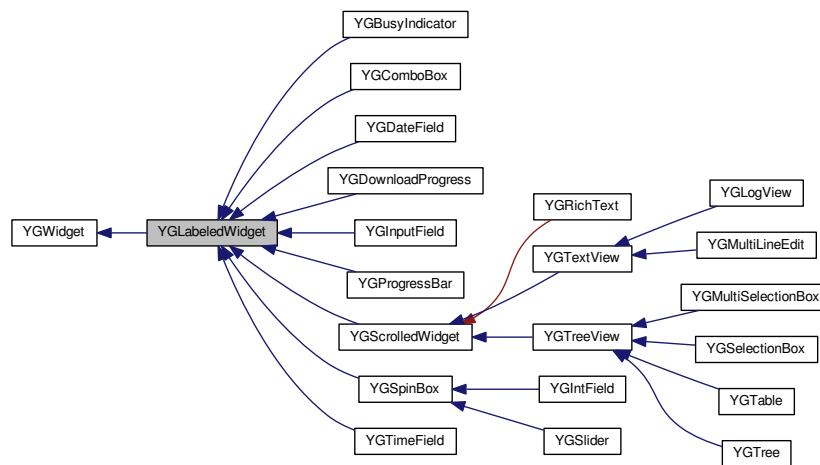 YGBusyIndicator
YGComboBox
YGDateField
YGDownloadProgress
YGWidget
YGLabeledWidget
YGInputField
YGProgressBar
YGScrolledWidget
YGSpinBox
YGTimeField
YGRichText
YGTextView
YGTreeView
YGIntField
YGSlider
YGLogView
YGMultiLineEdit
YGMultiSelectionBox
YGSelectionBox
YGTable
YGTree